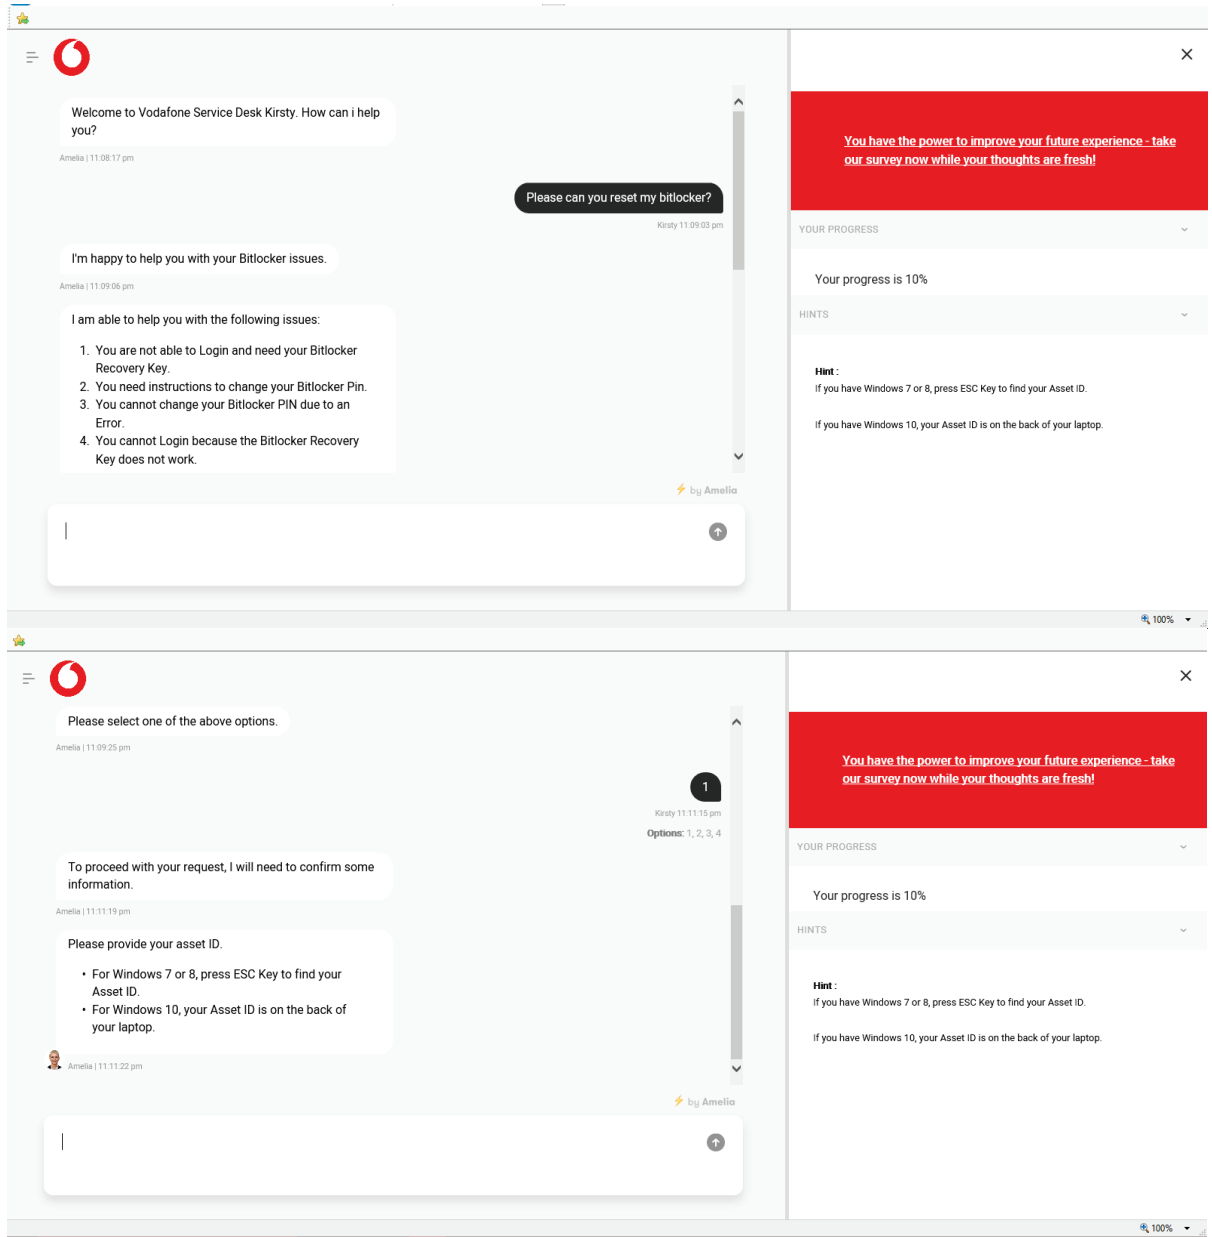 Welcome to Vodafone Service Desk Kirsty. How can i help
you?
Amelia | 11:08:17 pm
Please can you reset my bitlocker?
Kirsty 11:09:03 pm
I'm happy to help you with your Bitlocker issues.
Amelia | 11:09:06 pm
I am able to help you with the following issues:
1. You are not able to Login and need your Bitlocker
Recovery Key.
2. You need instructions to change your Bitlocker Pin.
3. You cannot change your Bitlocker PIN due to an
Error.
4. You cannot Login because the Bitlocker Recovery
Key does not work.
⚡ by Amelia
You have the power to improve your future experience - take
our survey now while your thoughts are fresh!
YOUR PROGRESS
Your progress is 10%
HINTS
Hint :
If you have Windows 7 or 8, press ESC Key to find your Asset ID.
If you have Windows 10, your Asset ID is on the back of your laptop.
100%
Please select one of the above options.
Amelia | 11:09:25 pm
1
Kirsty 11:11:15 pm
Options: 1, 2, 3, 4
To proceed with your request, I will need to confirm some
information.
Amelia | 11:11:19 pm
Please provide your asset ID.
• For Windows 7 or 8, press ESC Key to find your
Asset ID.
• For Windows 10, your Asset ID is on the back of
your laptop.
Amelia | 11:11:22 pm
⚡ by Amelia
You have the power to improve your future experience - take
our survey now while your thoughts are fresh!
YOUR PROGRESS
Your progress is 10%
HINTS
Hint :
If you have Windows 7 or 8, press ESC Key to find your Asset ID.
If you have Windows 10, your Asset ID is on the back of your laptop.
100%